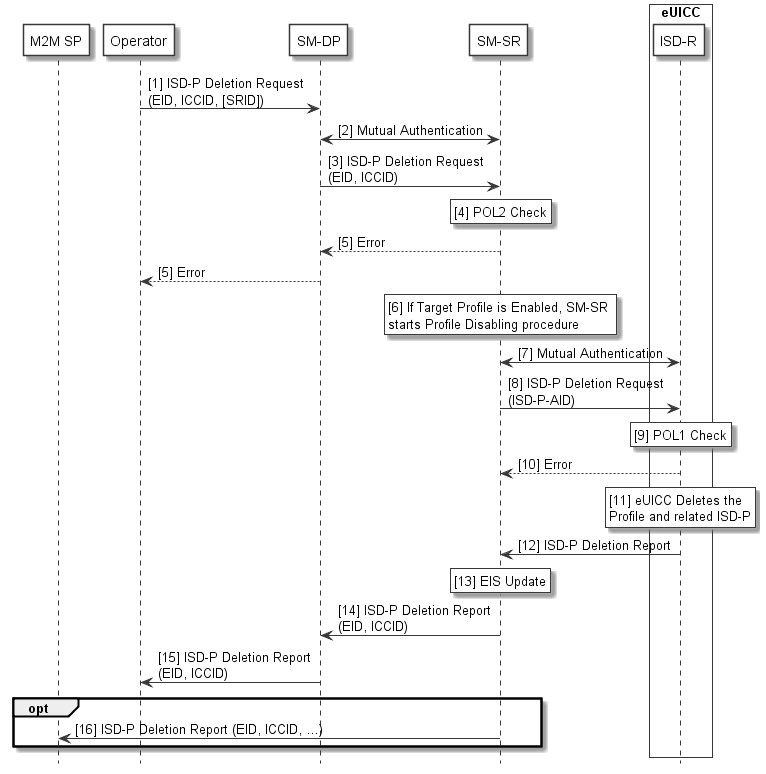 eUICC
M2M SP
Operator
SM-DP
SM-SR
ISD-R
[1] ISD-P Deletion Request
(EID, ICCID, [SRID])
[2] Mutual Authentication
[3] ISD-P Deletion Request
(EID, ICCID)
[4] POL2 Check
[5] Error
[5] Error
[6] If Target Profile is Enabled, SM-SR
starts Profile Disabling procedure
[7] Mutual Authentication
[8] ISD-P Deletion Request
(ISD-P-AID)
[9] POL1 Check
[10] Error
[11] eUICC Deletes the
Profile and related ISD-P
[12] ISD-P Deletion Report
[13] EIS Update
[14] ISD-P Deletion Report
(EID, ICCID)
[15] ISD-P Deletion Report
(EID, ICCID)
opt
[16] ISD-P Deletion Report (EID, ICCID, ...)